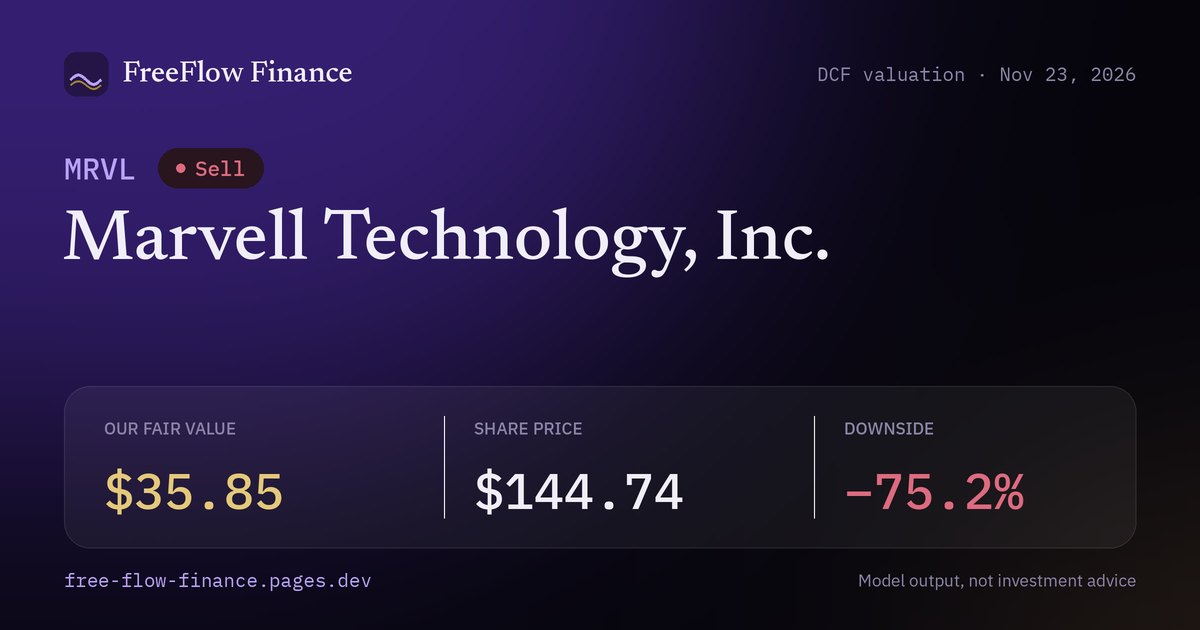 FreeFlow Finance
DCF valuation · Nov 23, 2026
MRVL
Sell
Marvell Technology, Inc.
OUR FAIR VALUE
$35.85
SHARE PRICE
$144.74
DOWNSIDE
−75.2%
free-flow-finance.pages.dev
Model output, not investment advice